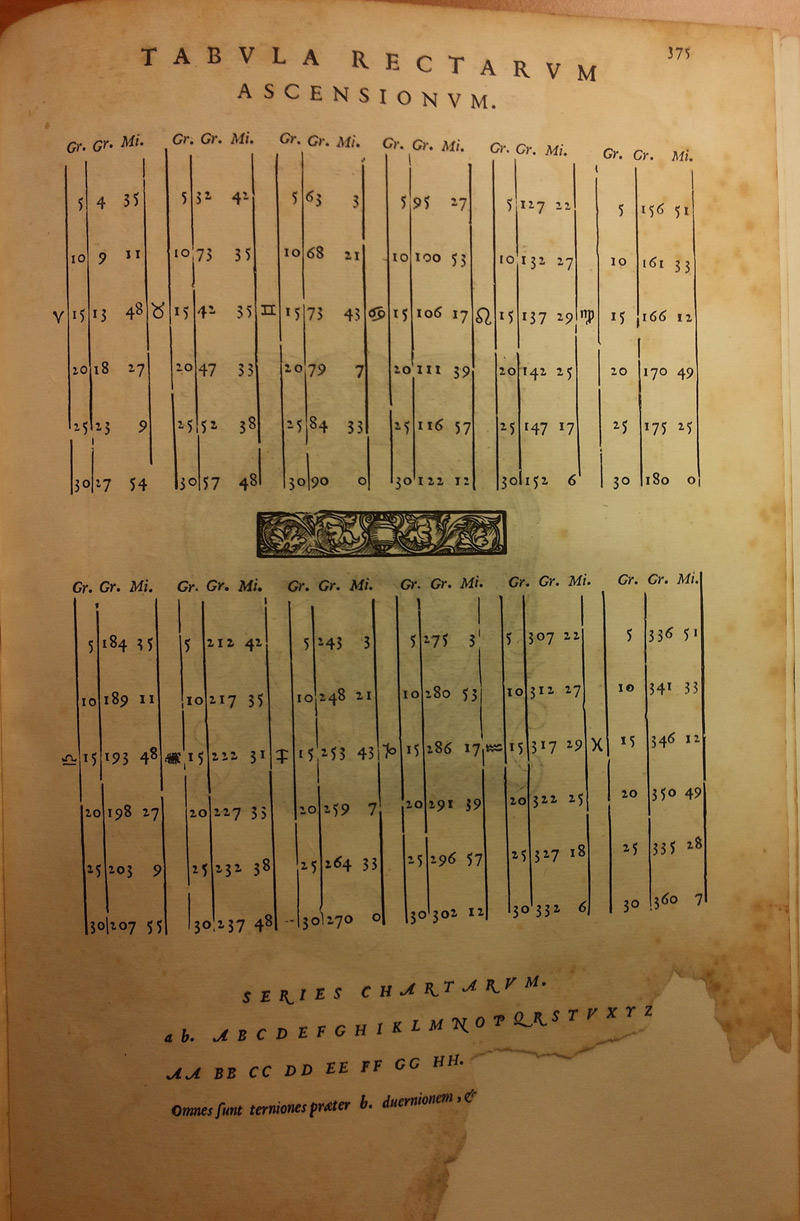 TABVLA RECTARVM 375
ASCENSIONVM.
Gr. Gr. Mi. Gr. Gr. Mi. Gr. Gr. Mi. Gr. Gr. Mi. Gr. Gr. Mi. Gr. Gr. Mi.
5 4 35 5 32 42 5 63 3 5 95 27 5 127 22 5 156 51
10 9 11 10 73 35 10 68 21 10 100 53 10 132 27 10 161 33
♈ 15 13 48 ♉ 15 42 35 ♊ 15 73 43 ♋ 15 106 17 ♌ 15 137 29 ♍ 15 166 12
20 18 27 20 47 33 20 79 7 20 111 39 20 142 25 20 170 49
25 23 9 25 52 38 25 84 33 25 116 57 25 147 17 25 175 25
30 27 54 30 57 48 30 90 0 30 122 12 30 152 6 30 180 0
Gr. Gr. Mi. Gr. Gr. Mi. Gr. Gr. Mi. Gr. Gr. Mi. Gr. Gr. Mi. Gr. Gr. Mi.
5 184 35 5 212 42 5 243 3 5 275 3 5 307 22 5 336 51
10 189 11 10 217 35 10 248 21 10 280 53 10 312 27 10 341 33
♎ 15 193 48 ♏ 15 222 31 ♐ 15 253 43 ♑ 15 286 17 ♒ 15 317 29 ♓ 15 346 12
20 198 27 20 227 33 20 259 7 20 291 39 20 322 25 20 350 49
25 203 9 25 232 38 25 264 33 25 296 57 25 327 18 25 335 28
30 207 55 30 237 48 30 270 0 30 302 12 30 332 6 30 360 7
SERIES CHARTARVM.
a b. A B C D E F G H I K L M N O P Q R S T V X Y Z
AA BB CC DD EE FF GG HH.
Omnes sunt terniones præter b. duernionem, &